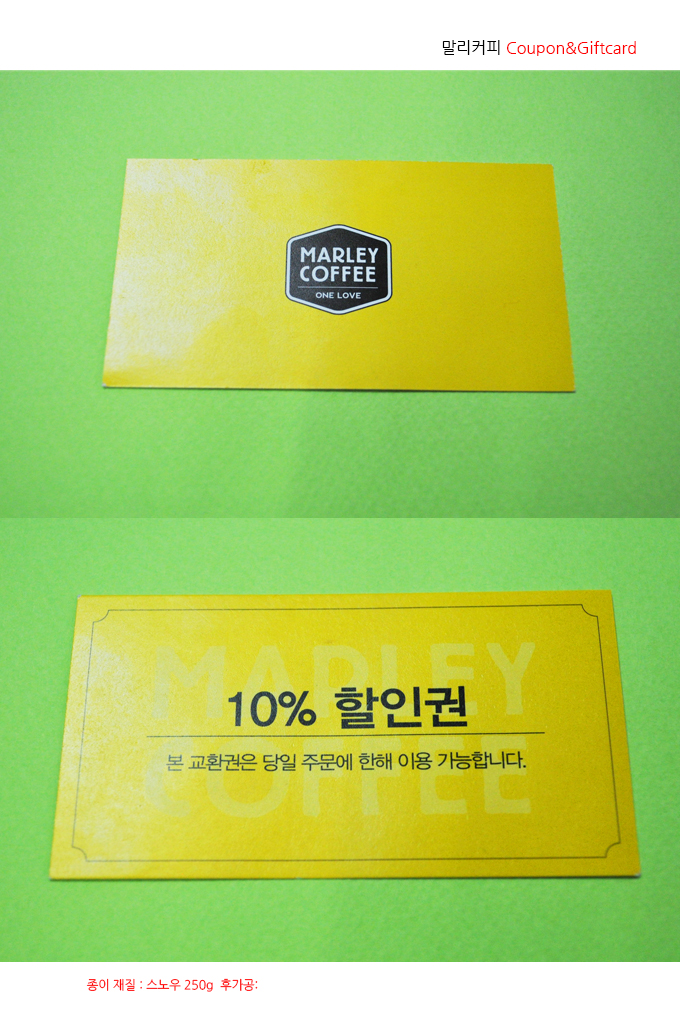 말리커피 Coupon&Giftcard
MARLEY
COFFEE
ONE LOVE
MARLEY
10% 할인권
본 교환권은 당일 주문에 한해 이용 가능합니다.
COFFEE
종이 재질 : 스노우 250g 후가공: